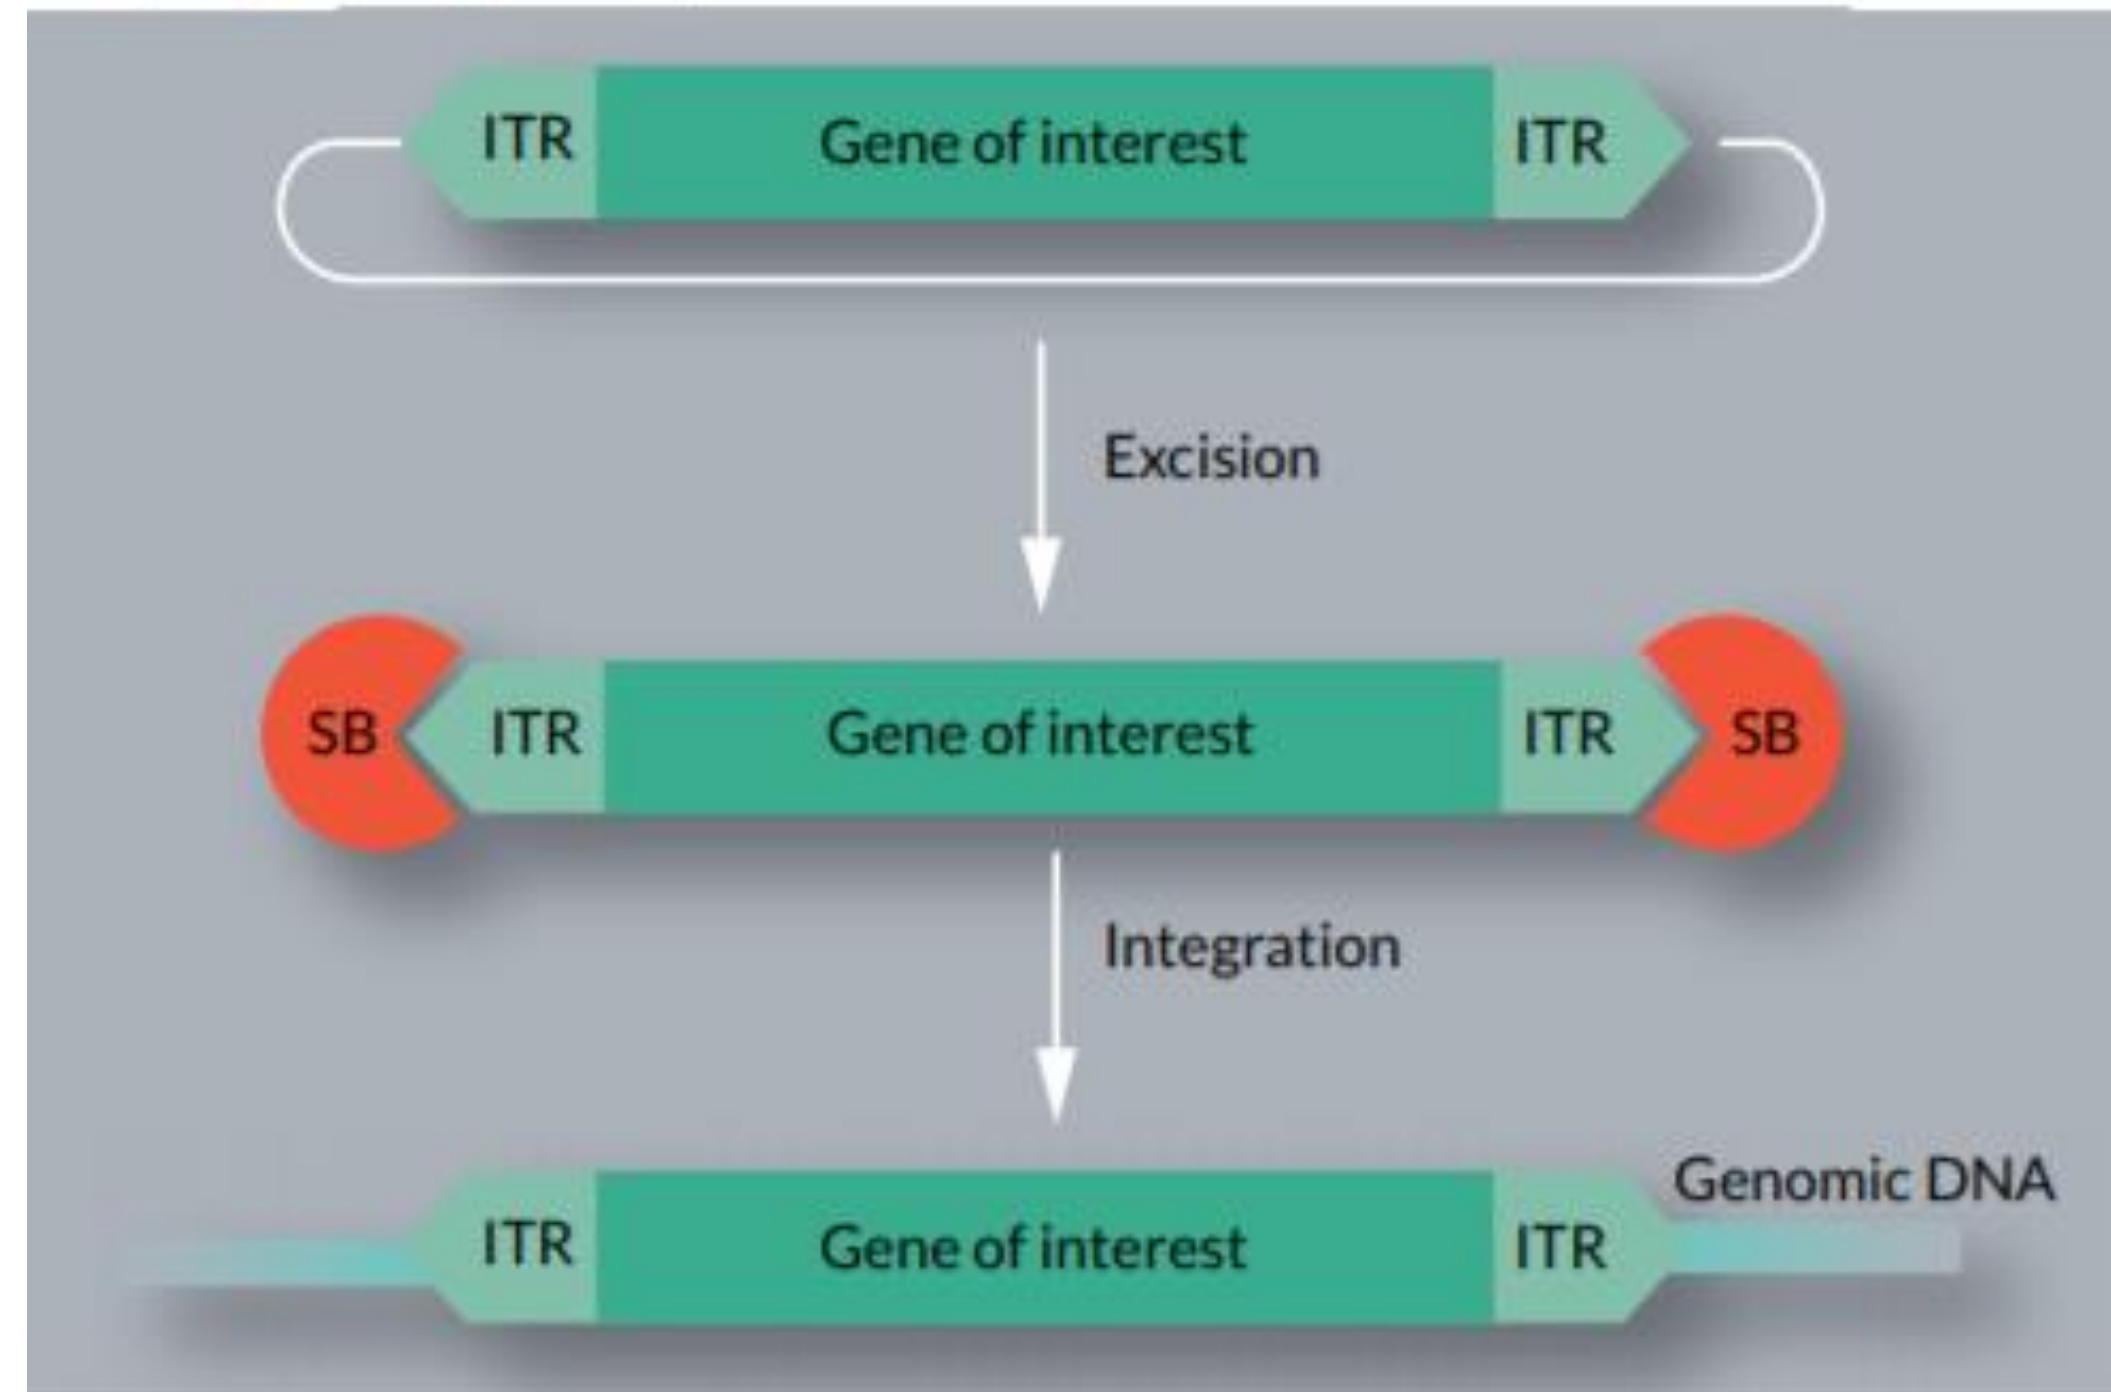 ITR Gene of interest ITR
Excision
SB ITR Gene of interest ITR SB
Integration
Genomic DNA
ITR Gene of interest ITR